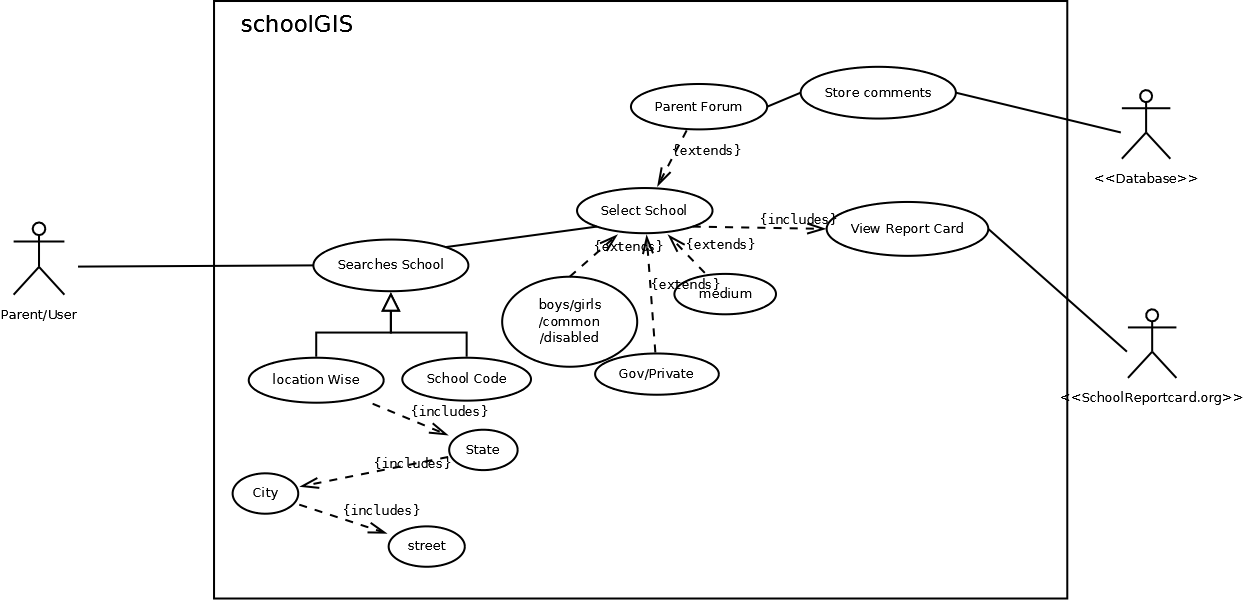 schoolGIS
Store comments
Parent Forum
{extends}
<<Database>>
Select School
{includes}
View Report Card
{extends}
{extends}
Searches School
{extends}
medium
boys/girls
/common
/disabled
Parent/User
Gov/Private
location Wise
School Code
<<SchoolReportcard.org>>
{includes}
State
{includes}
City
{includes}
street